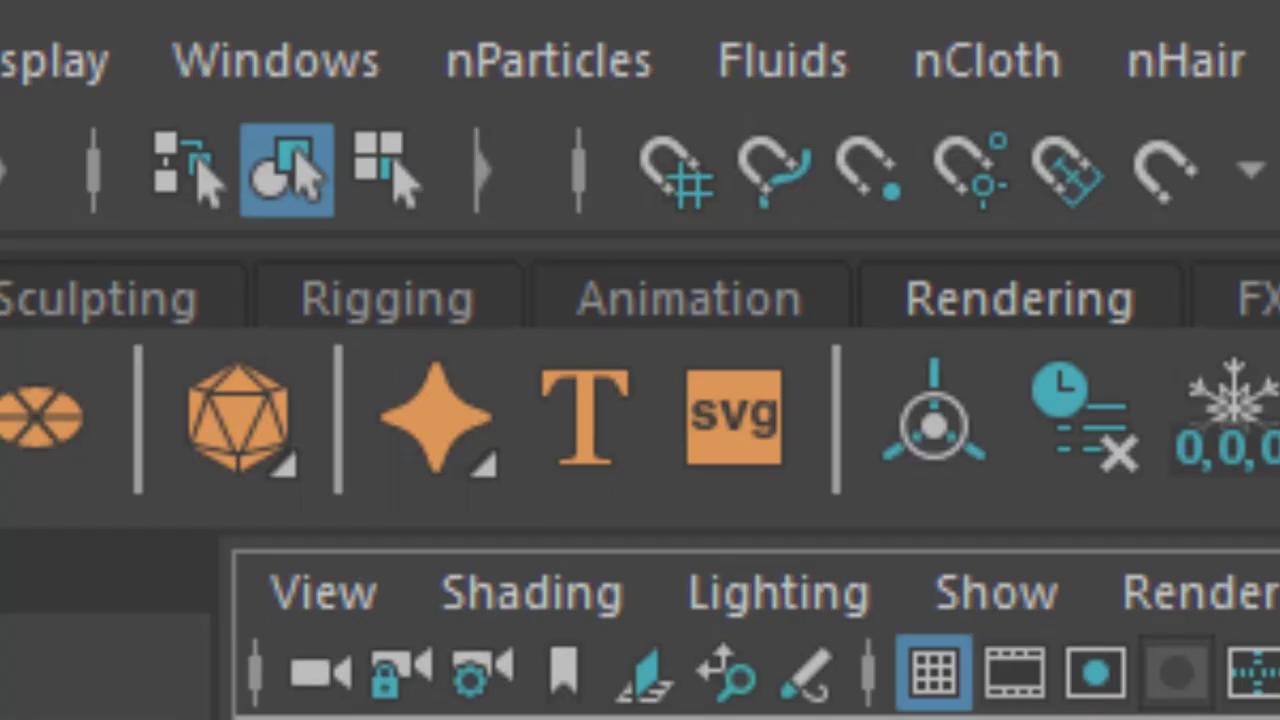 splay Windows nParticles Fluids nCloth nHair
Sculpting Rigging Animation Rendering FX
T svg 0,0,0
View Shading Lighting Show Render